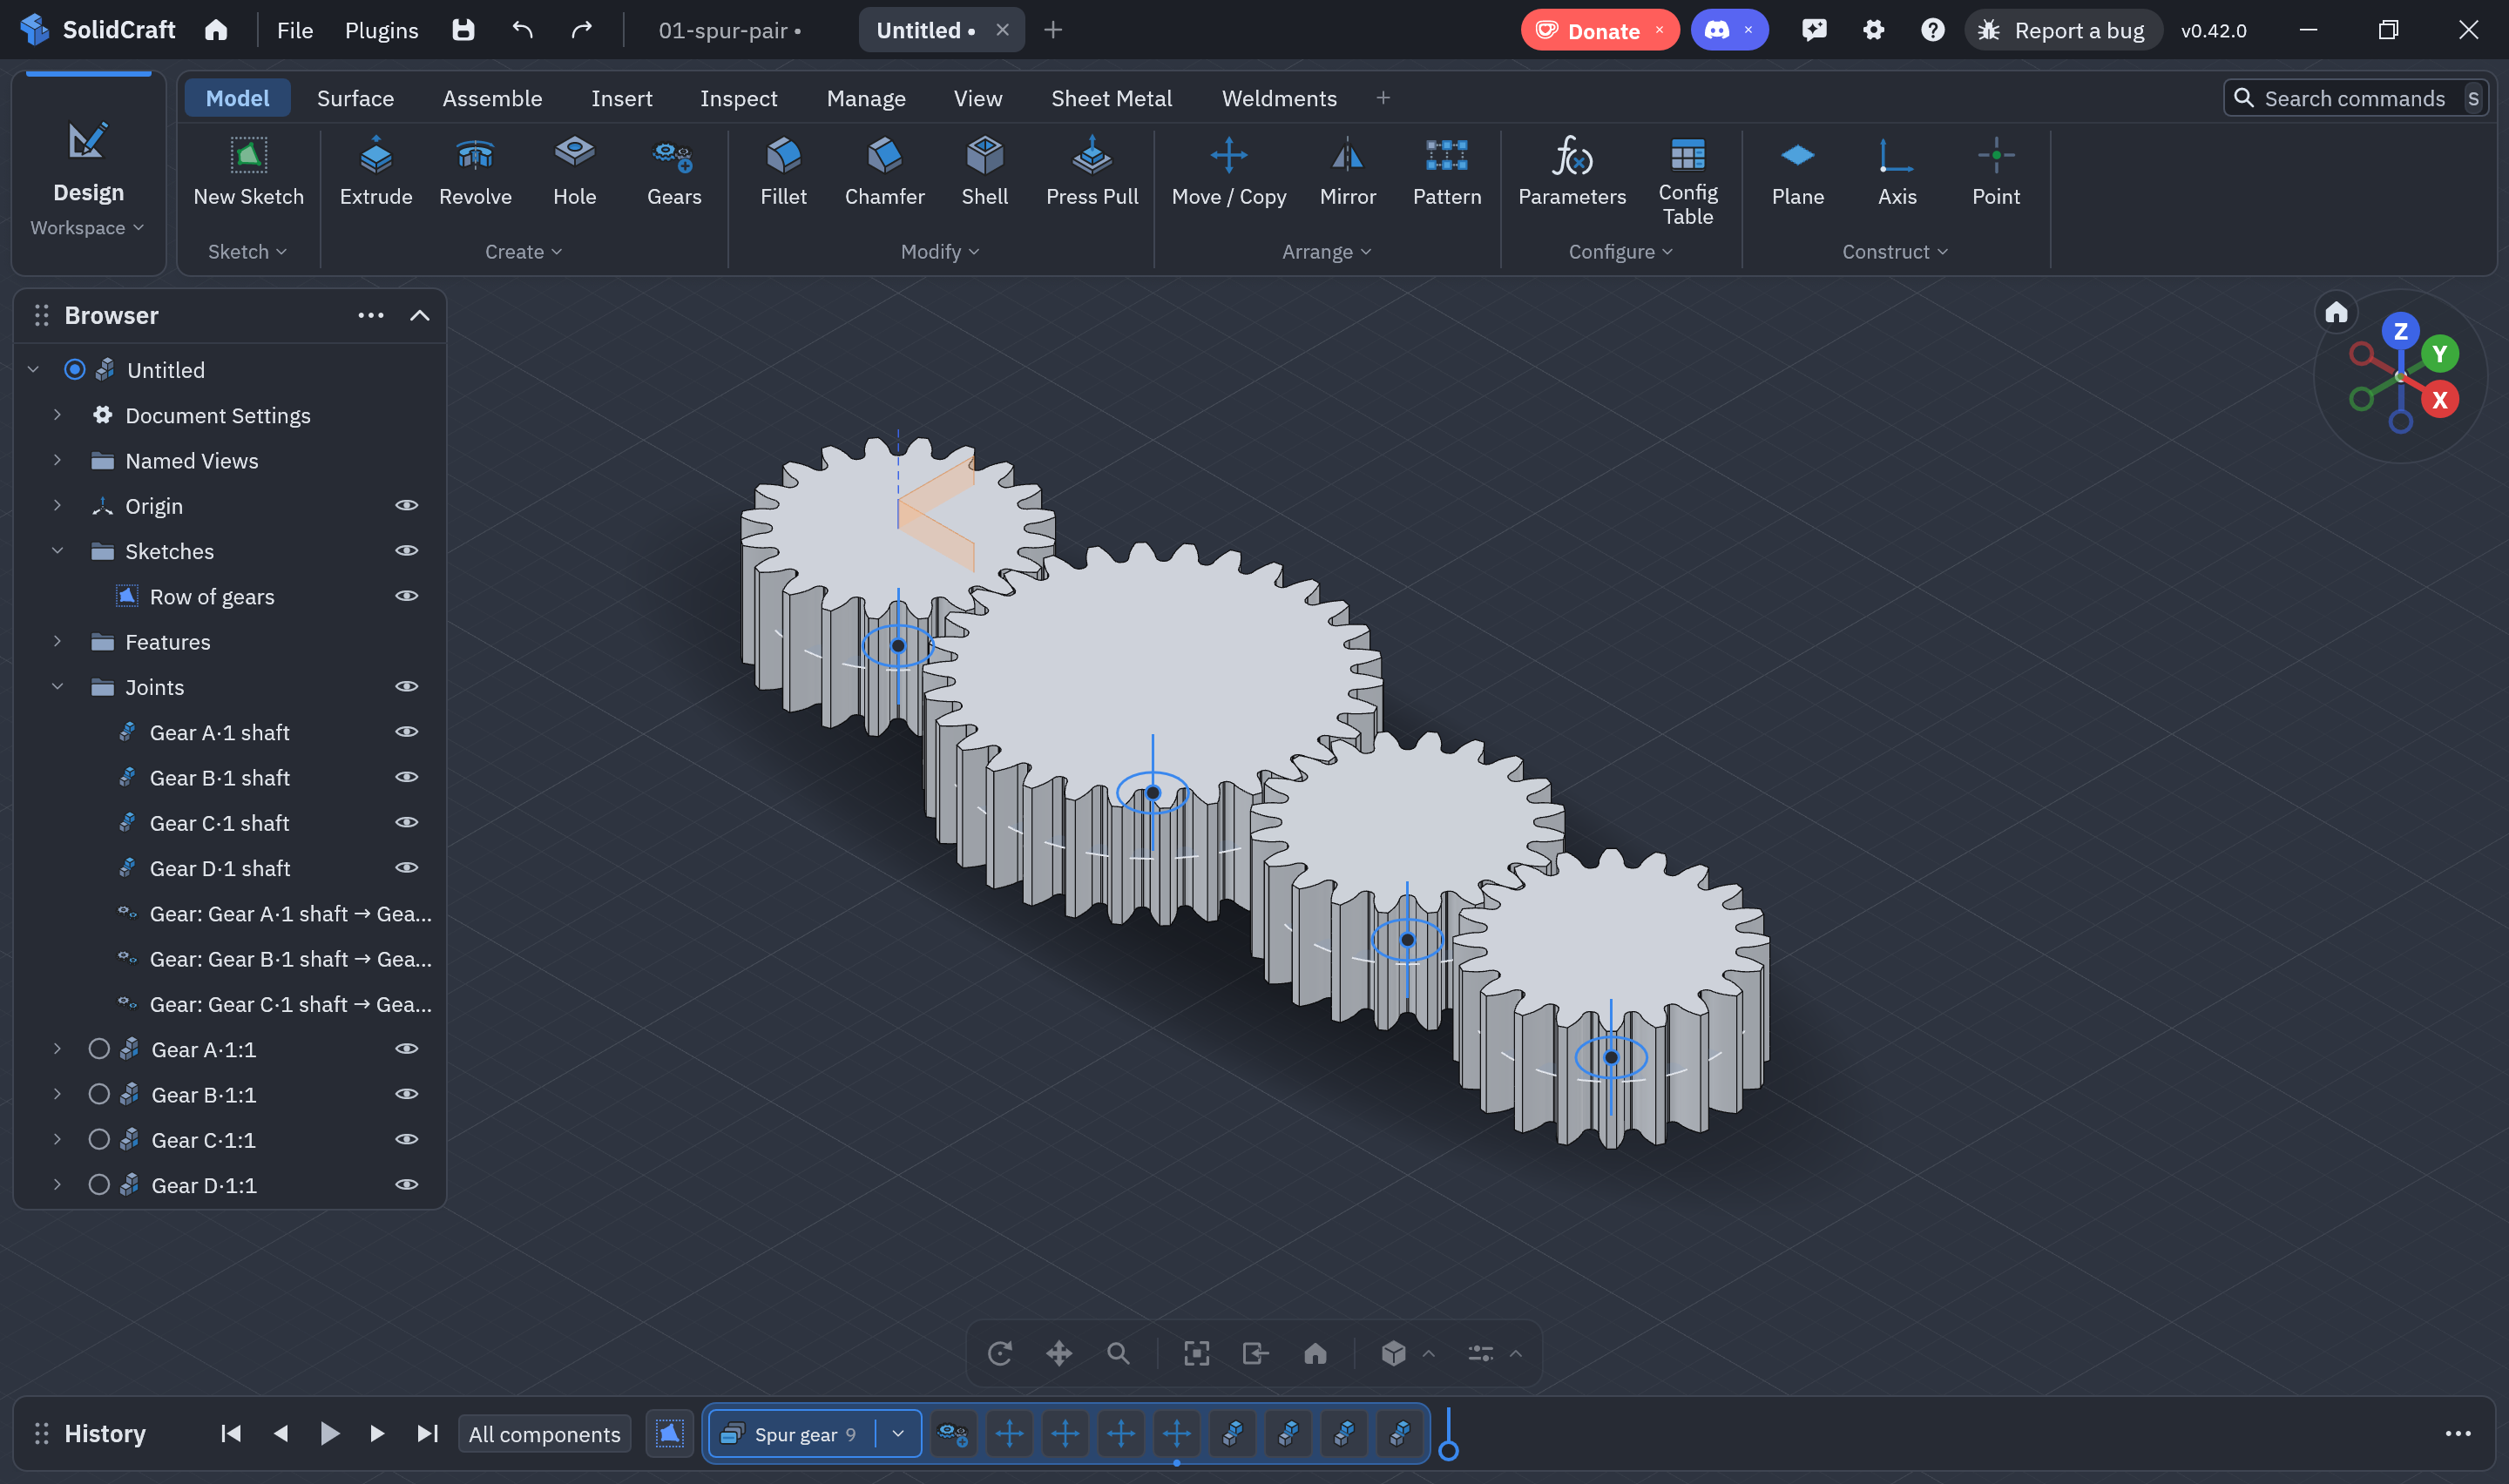 SolidCraft
File
Plugins
01-spur-pair •
Untitled •
Donate ×
×
Report a bug
v0.42.0
Design
Workspace
Model
Surface
Assemble
Insert
Inspect
Manage
View
Sheet Metal
Weldments
Search commands
S
New Sketch
Extrude
Revolve
Hole
Gears
Fillet
Chamfer
Shell
Press Pull
Move / Copy
Mirror
Pattern
Parameters
Config
Table
Plane
Axis
Point
Sketch
Create
Modify
Arrange
Configure
Construct
Browser
Untitled
Document Settings
Named Views
Origin
Sketches
Row of gears
Features
Joints
Gear A·1 shaft
Gear B·1 shaft
Gear C·1 shaft
Gear D·1 shaft
Gear: Gear A·1 shaft → Gea...
Gear: Gear B·1 shaft → Gea...
Gear: Gear C·1 shaft → Gea...
Gear A·1:1
Gear B·1:1
Gear C·1:1
Gear D·1:1
Z
Y
X
History
All components
Spur gear 9